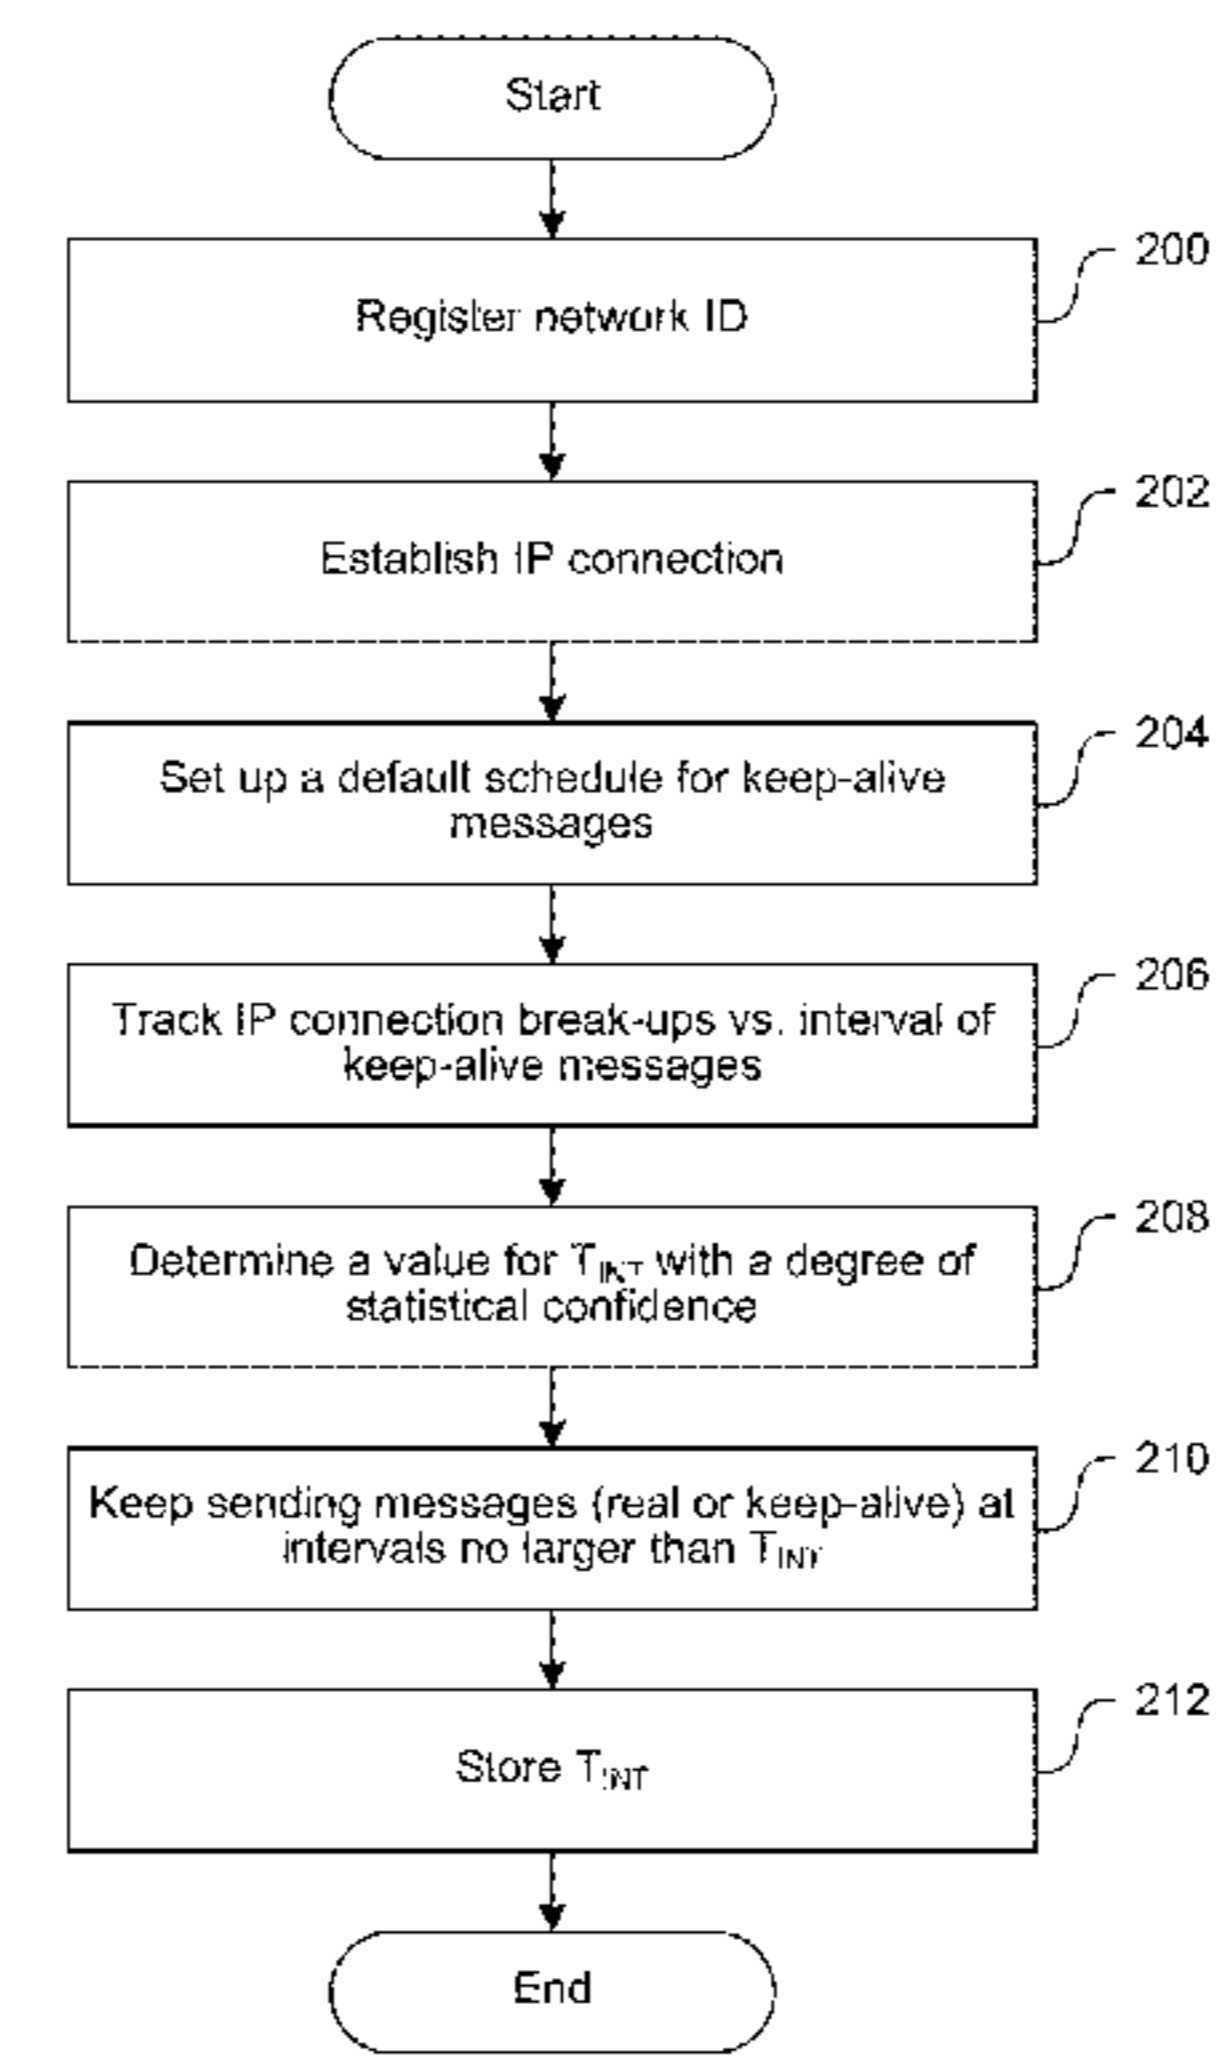 Start
200
Register network ID
202
Establish IP connection
204
Set up a default schedule for keep-alive
messages
206
Track IP connection break-ups vs. interval of
keep-alive messages
208
Determine a value for TINT with a degree of
statistical confidence
210
Keep sending messages (real or keep-alive) at
intervals no larger than TINT
212
Store TINT
End